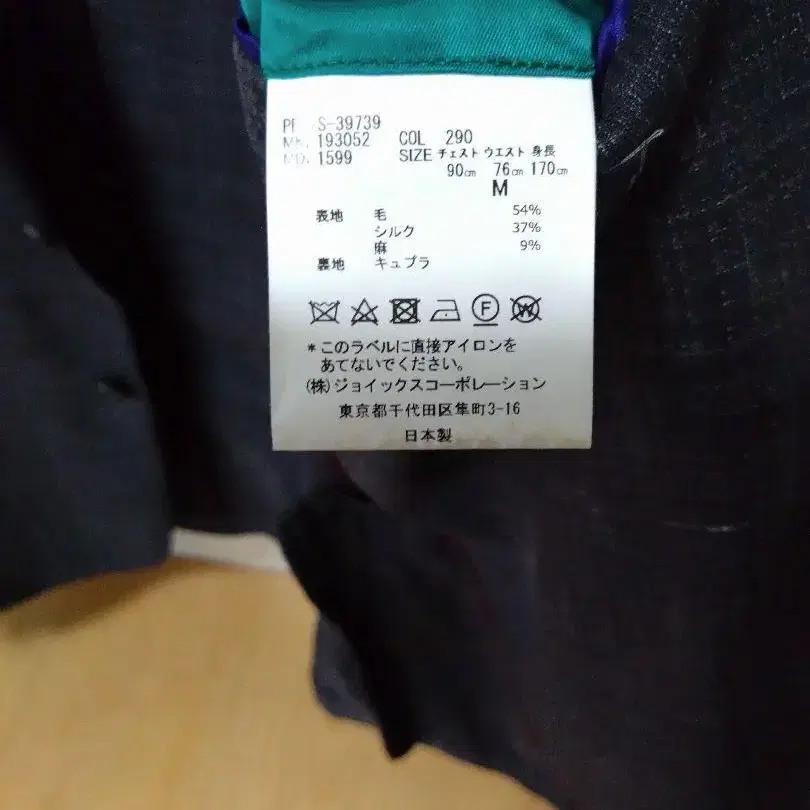 S-39739
193052 COL 290
1599 SIZE チェスト ウエスト 身長
90cm 76cm 170cm
M
表地 毛 54%
シルク 37%
麻 9%
裏地 キュプラ
F W
*このラベルに直接アイロンを
あてないでください。
(株)ジョイックスコーポレーション
東京都千代田区隼町3-16
日本製